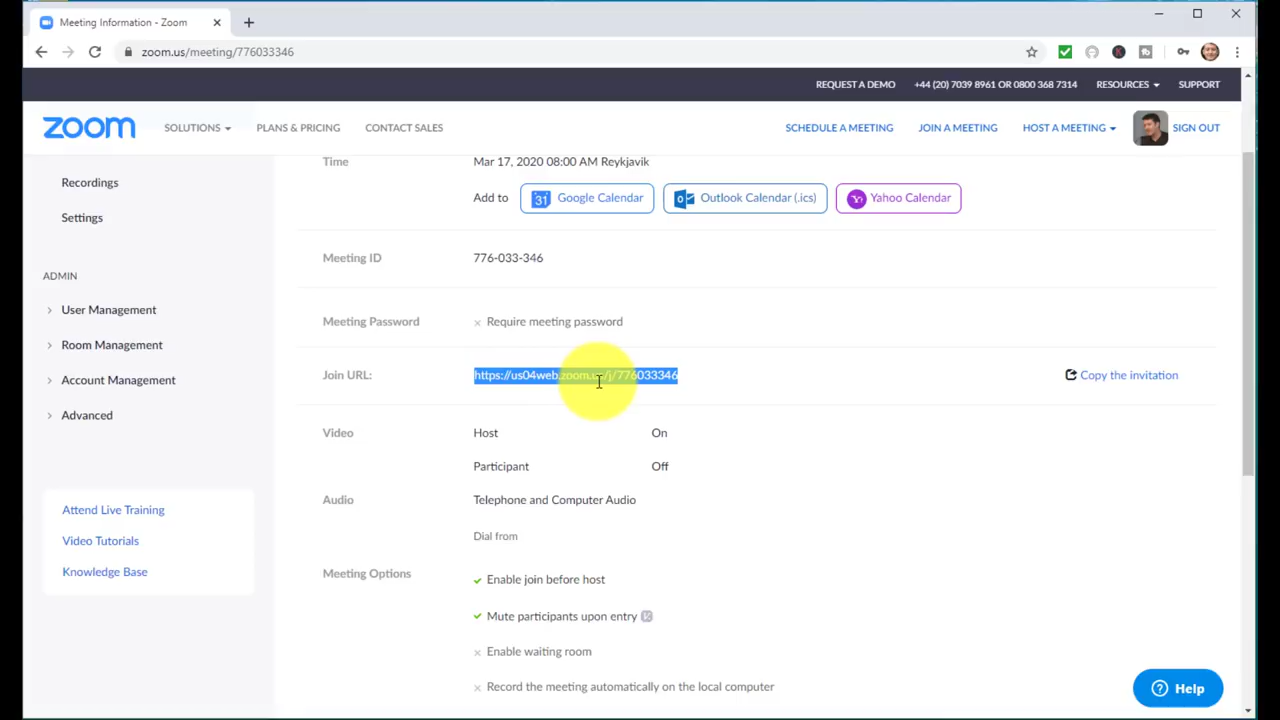 Meeting Information - Zoom
zoom.us/meeting/776033346
REQUEST A DEMO +44 (20) 7039 8961 OR 0800 368 7314 RESOURCES SUPPORT
zoom SOLUTIONS PLANS & PRICING CONTACT SALES SCHEDULE A MEETING JOIN A MEETING HOST A MEETING SIGN OUT
Recordings
Settings
ADMIN
User Management
Room Management
Account Management
Advanced
Attend Live Training
Video Tutorials
Knowledge Base
Time Mar 17, 2020 08:00 AM Reykjavik
Add to 31 Google Calendar Outlook Calendar (.ics) Yahoo Calendar
Meeting ID 776-033-346
Meeting Password × Require meeting password
Join URL: https://us04web.zoom.us/j/776033346 Copy the invitation
Video Host On
Participant Off
Audio Telephone and Computer Audio
Dial from
Meeting Options ✓ Enable join before host
✓ Mute participants upon entry
× Enable waiting room
× Record the meeting automatically on the local computer
Help